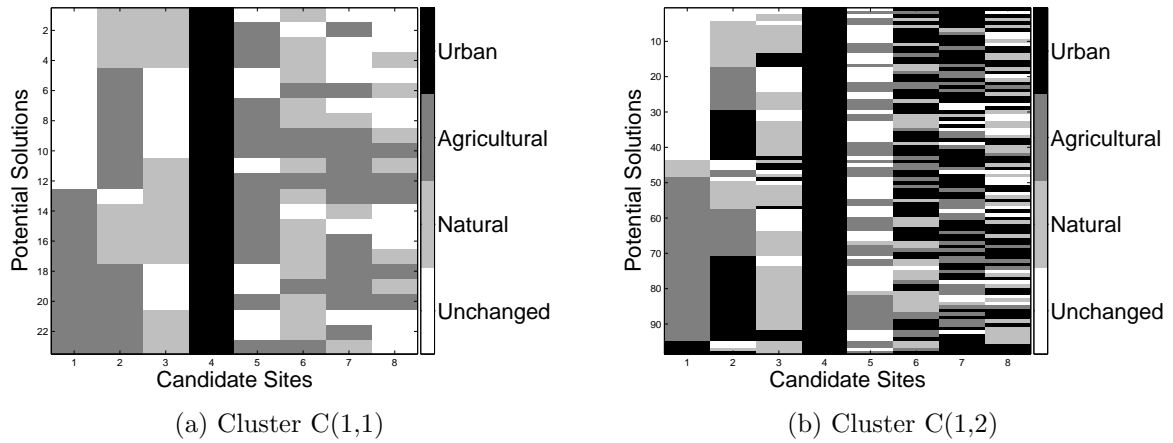 2
4
6
8
10
12
14
16
18
20
22
Potential Solutions
1 2 3 4 5 6 7 8
Candidate Sites
Urban
Agricultural
Natural
Unchanged
(a) Cluster C(1,1)
10
20
30
40
50
60
70
80
90
Potential Solutions
1 2 3 4 5 6 7 8
Candidate Sites
Urban
Agricultural
Natural
Unchanged
(b) Cluster C(1,2)